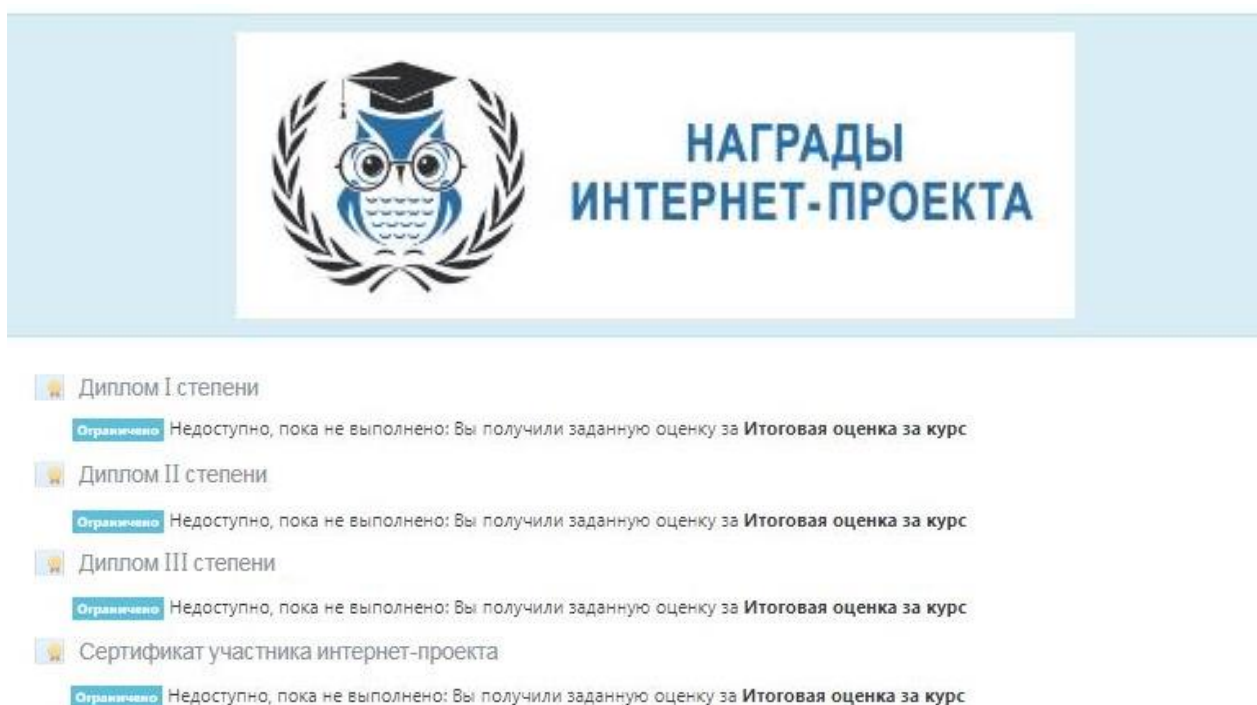 НАГРАДЫ
ИНТЕРНЕТ-ПРОЕКТА
Диплом I степени
Ограничено Недоступно, пока не выполнено: Вы получили заданную оценку за Итоговая оценка за курс
Диплом II степени
Ограничено Недоступно, пока не выполнено: Вы получили заданную оценку за Итоговая оценка за курс
Диплом III степени
Ограничено Недоступно, пока не выполнено: Вы получили заданную оценку за Итоговая оценка за курс
Сертификат участника интернет-проекта
Ограничено Недоступно, пока не выполнено: Вы получили заданную оценку за Итоговая оценка за курс